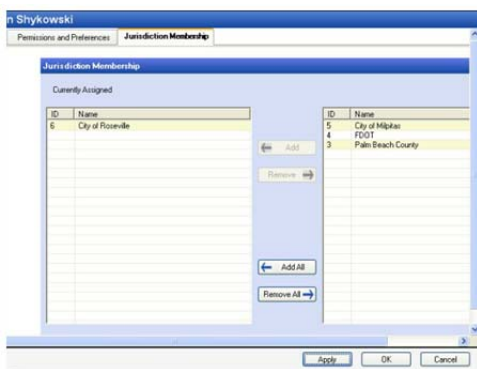 n Shykowski
Permissions and Preferences
Jurisdiction Membership
Jurisdiction Membership
Currently Assigned
ID Name
6 City of Roseville
ID Name
5 City of Milpitas
4 FDOT
3 Palm Beach County
Add
Remove
Add All
Remove All
Apply OK Cancel